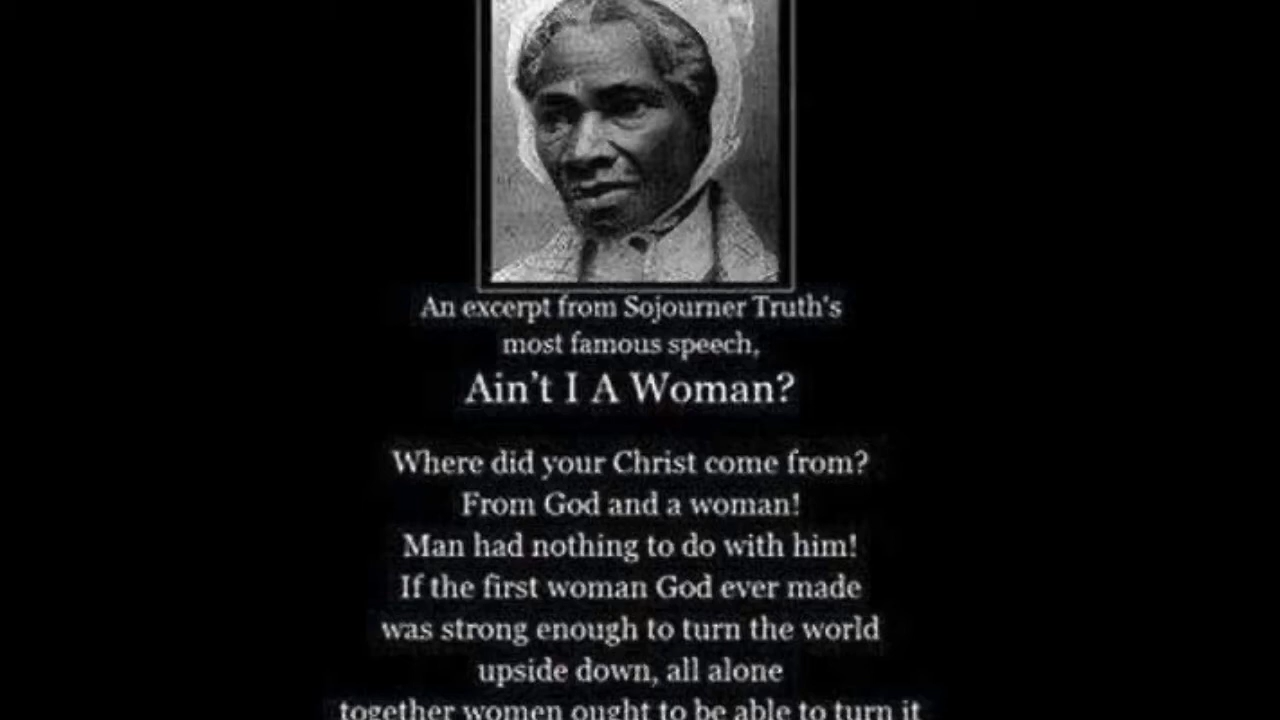 An excerpt from Sojourner Truth's
most famous speech,
Ain't I A Woman?
Where did your Christ come from?
From God and a woman!
Man had nothing to do with him!
If the first woman God ever made
was strong enough to turn the world
upside down, all alone
together women ought to be able to turn it